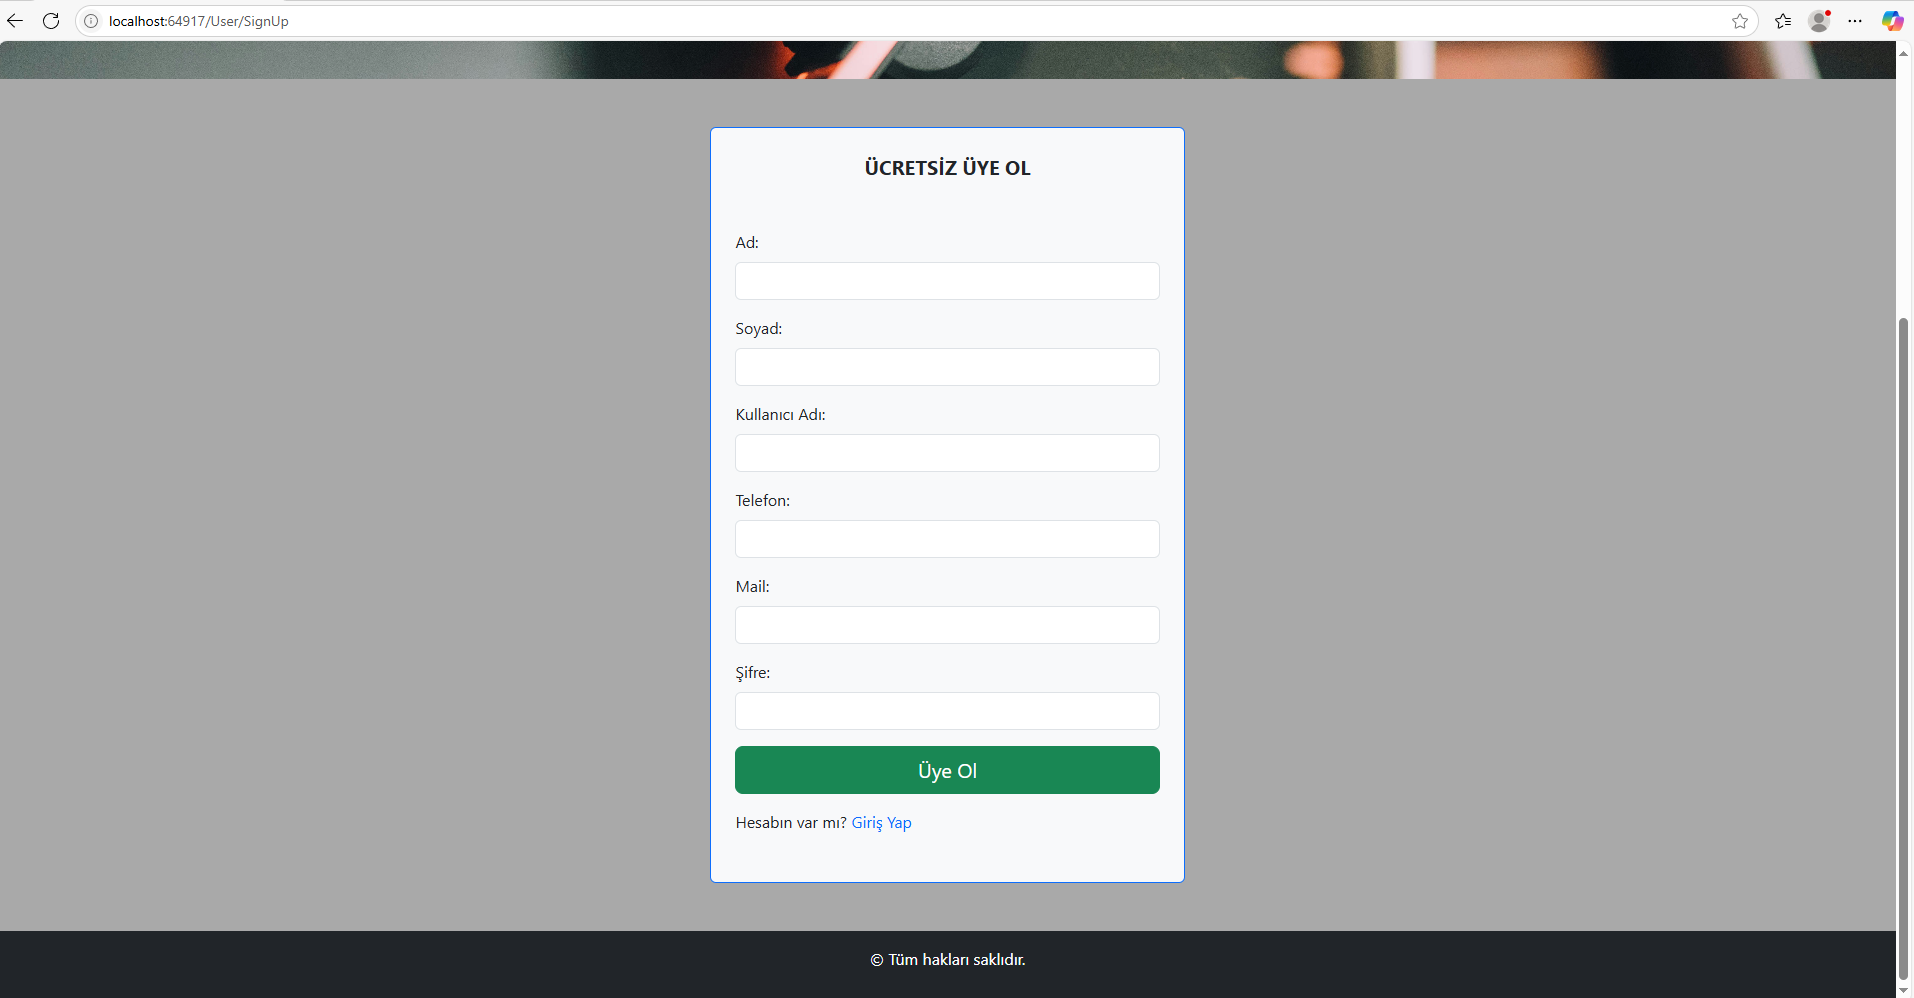 localhost:64917/User/SignUp
ÜCRETSİZ ÜYE OL
Ad:
Soyad:
Kullanıcı Adı:
Telefon:
Mail:
Şifre:
Üye Ol
Hesabın var mı? Giriş Yap
© Tüm hakları saklıdır.